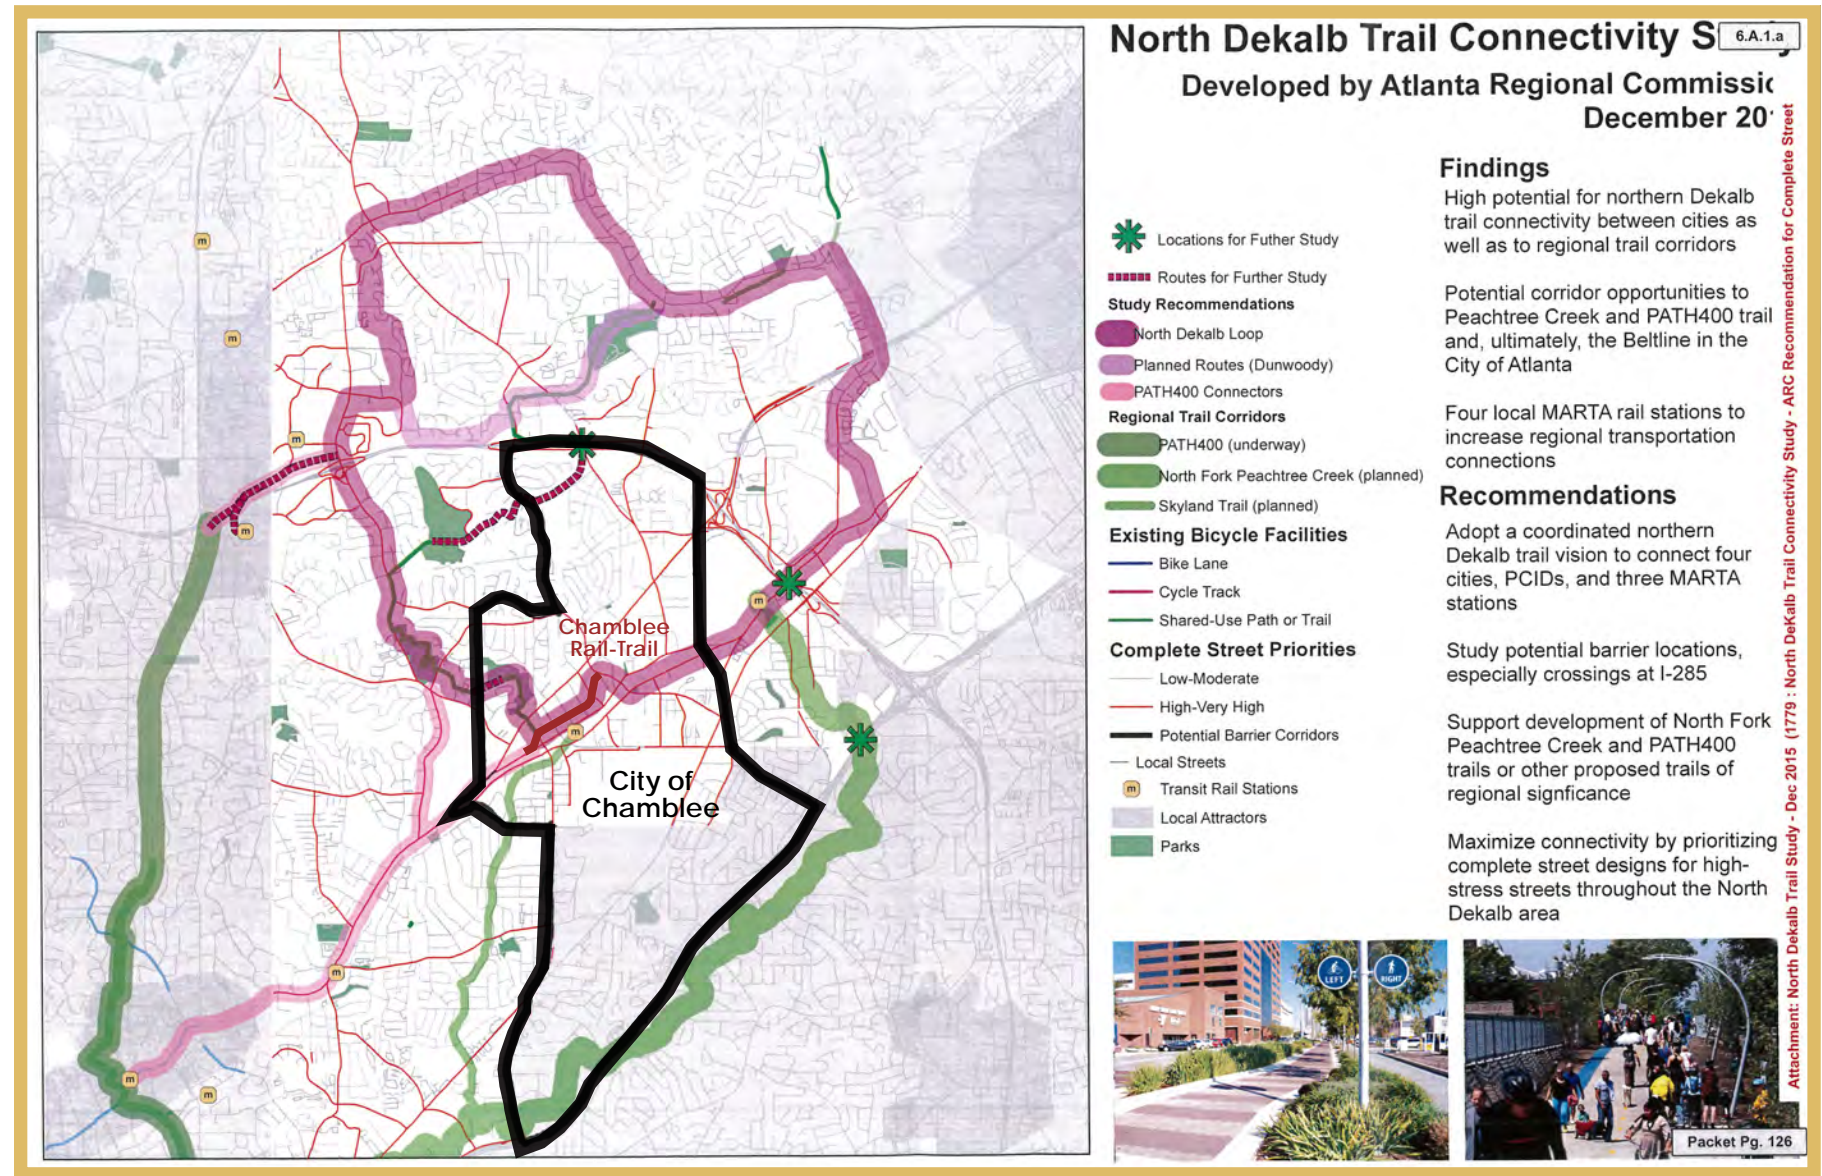 North Dekalb Trail Connectivity S
6.A.1.a
Developed by Atlanta Regional Commissic
December 20
Locations for Futher Study
Routes for Further Study
Study Recommendations
North Dekalb Loop
Planned Routes (Dunwoody)
PATH400 Connectors
Regional Trail Corridors
PATH400 (underway)
North Fork Peachtree Creek (planned)
Skyland Trail (planned)
Existing Bicycle Facilities
Bike Lane
Cycle Track
Shared-Use Path or Trail
Complete Street Priorities
Low-Moderate
High-Very High
Potential Barrier Corridors
Local Streets
m Transit Rail Stations
Local Attractors
Parks
Findings
High potential for northern Dekalb
trail connectivity between cities as
well as to regional trail corridors
Potential corridor opportunities to
Peachtree Creek and PATH400 trail
and, ultimately, the Beltline in the
City of Atlanta
Four local MARTA rail stations to
increase regional transportation
connections
Recommendations
Adopt a coordinated northern
Dekalb trail vision to connect four
cities, PCIDs, and three MARTA
stations
Study potential barrier locations,
especially crossings at I-285
Support development of North Fork
Peachtree Creek and PATH400
trails or other proposed trails of
regional signficance
Maximize connectivity by prioritizing
complete street designs for high-
stress streets throughout the North
Dekalb area
Attachment: North Dekalb Trail Study - Dec 2015 (1779 : North DeKalb Trail Connectivity Study - ARC Recommendation for Complete Street
Chamblee
Rail-Trail
City of
Chamblee
m
m
m
m
m
m
m
m
m
LEFT
RIGHT
Packet Pg. 126